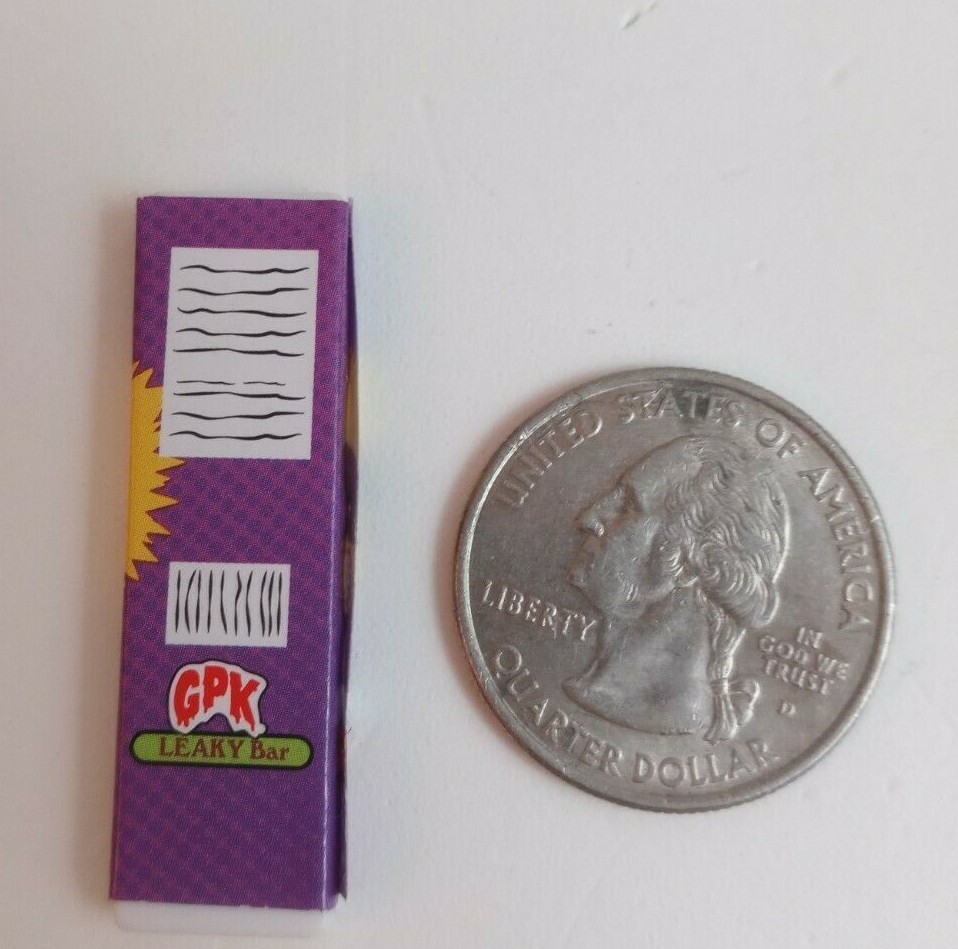 GPK
LEAKY Bar
UNITED STATES OF AMERICA
LIBERTY
IN
GOD WE
TRUST
D
QUARTER DOLLAR